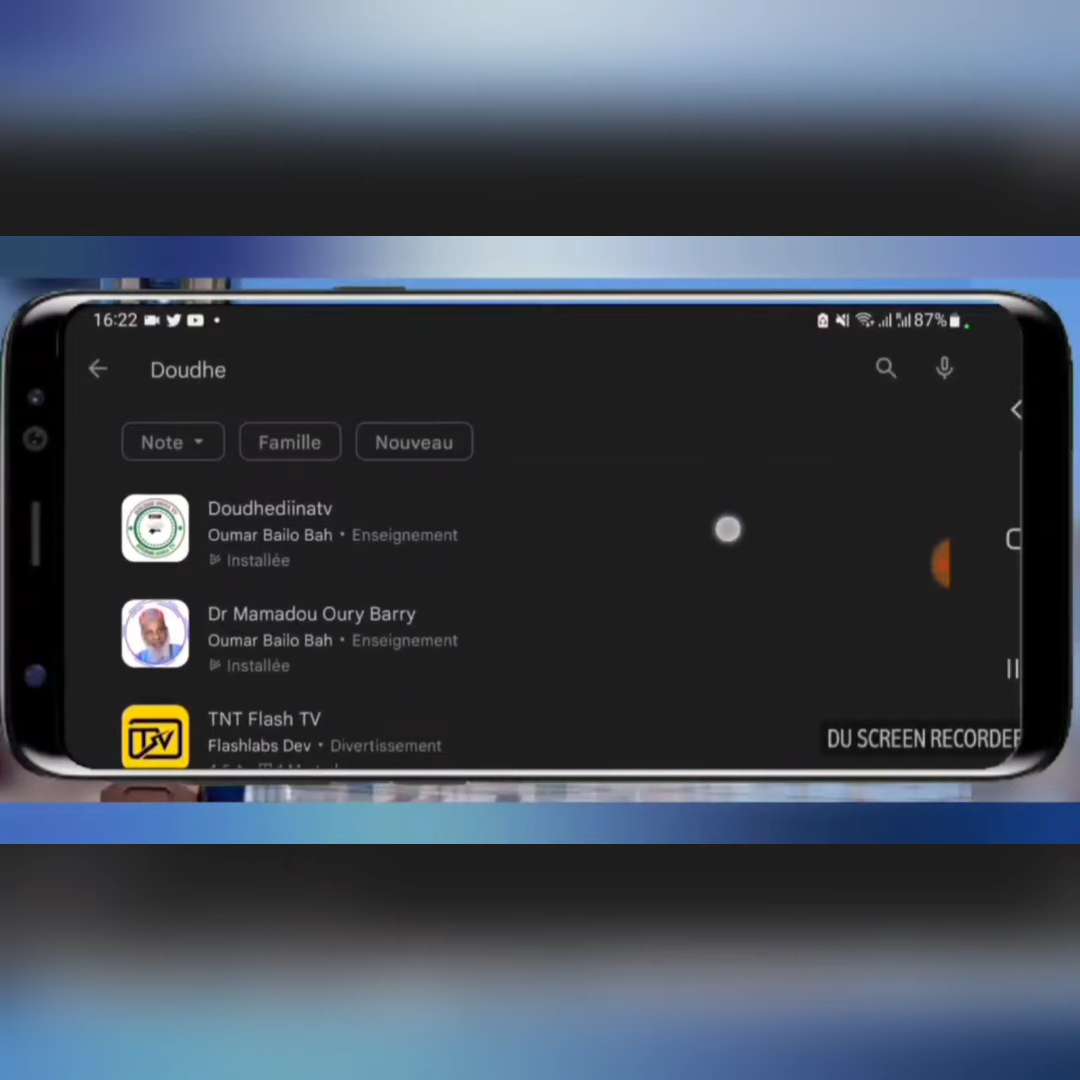 16:22 87%
Doudhe
Note Famille Nouveau
Doudhediinatv
Oumar Bailo Bah • Enseignement
Installée
Dr Mamadou Oury Barry
Oumar Bailo Bah • Enseignement
Installée
TNT Flash TV
Flashlabs Dev • Divertissement
DU SCREEN RECORDER